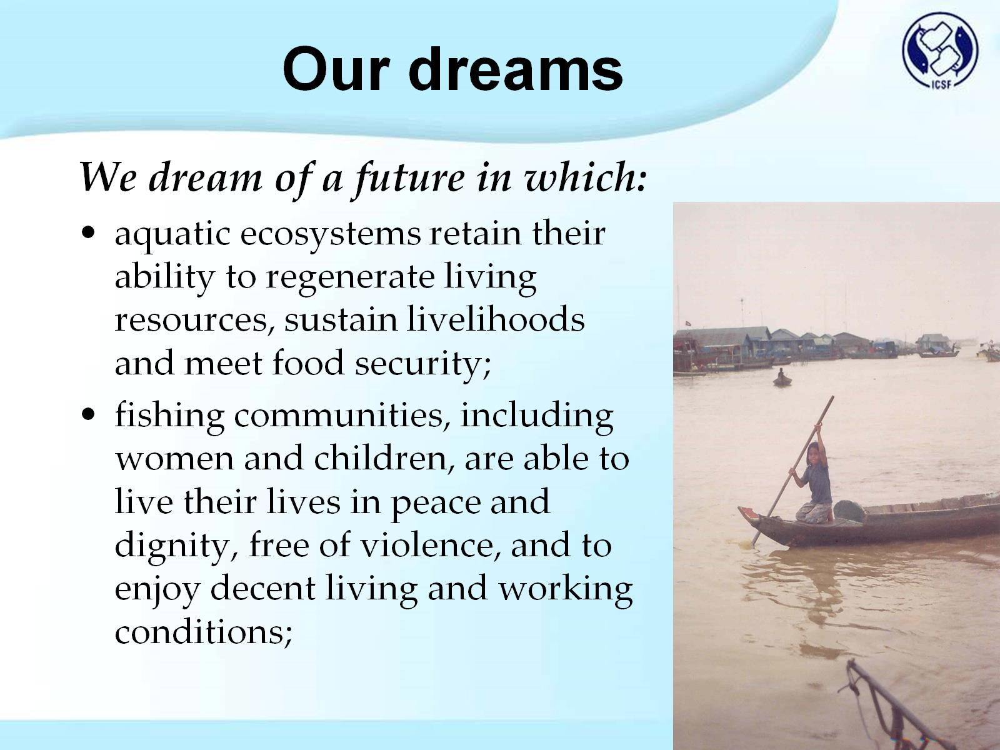 Our dreams
ICSF
We dream of a future in which:
• aquatic ecosystems retain their
ability to regenerate living
resources, sustain livelihoods
and meet food security;
• fishing communities, including
women and children, are able to
live their lives in peace and
dignity, free of violence, and to
enjoy decent living and working
conditions;